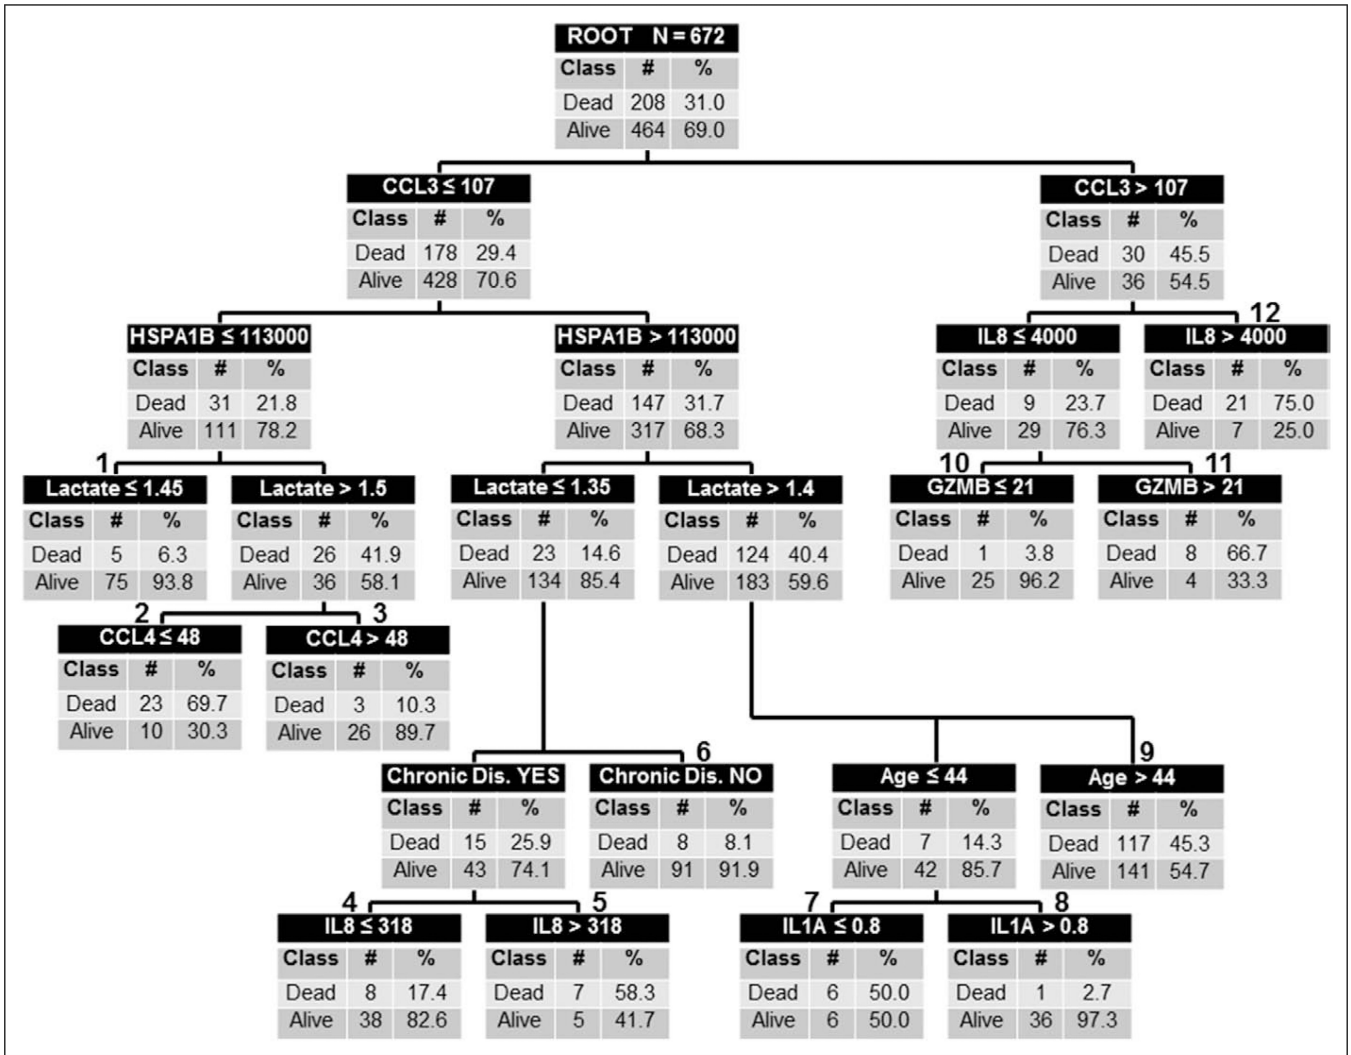 ROOT N = 672
Class # %
Dead 208 31.0
Alive 464 69.0
CCL3 ≤ 107
Class # %
Dead 178 29.4
Alive 428 70.6
CCL3 > 107
Class # %
Dead 30 45.5
Alive 36 54.5
HSPA1B ≤ 113000
Class # %
Dead 31 21.8
Alive 111 78.2
HSPA1B > 113000
Class # %
Dead 147 31.7
Alive 317 68.3
IL8 ≤ 4000
Class # %
Dead 9 23.7
Alive 29 76.3
12
IL8 > 4000
Class # %
Dead 21 75.0
Alive 7 25.0
1
Lactate ≤ 1.45
Class # %
Dead 5 6.3
Alive 75 93.8
Lactate > 1.5
Class # %
Dead 26 41.9
Alive 36 58.1
Lactate ≤ 1.35
Class # %
Dead 23 14.6
Alive 134 85.4
Lactate > 1.4
Class # %
Dead 124 40.4
Alive 183 59.6
10
GZMB ≤ 21
Class # %
Dead 1 3.8
Alive 25 96.2
11
GZMB > 21
Class # %
Dead 8 66.7
Alive 4 33.3
2
CCL4 ≤ 48
Class # %
Dead 23 69.7
Alive 10 30.3
3
CCL4 > 48
Class # %
Dead 3 10.3
Alive 26 89.7
Chronic Dis. YES
Class # %
Dead 15 25.9
Alive 43 74.1
6
Chronic Dis. NO
Class # %
Dead 8 8.1
Alive 91 91.9
Age ≤ 44
Class # %
Dead 7 14.3
Alive 42 85.7
9
Age > 44
Class # %
Dead 117 45.3
Alive 141 54.7
4
IL8 ≤ 318
Class # %
Dead 8 17.4
Alive 38 82.6
5
IL8 > 318
Class # %
Dead 7 58.3
Alive 5 41.7
7
IL1A ≤ 0.8
Class # %
Dead 6 50.0
Alive 6 50.0
8
IL1A > 0.8
Class # %
Dead 1 2.7
Alive 36 97.3